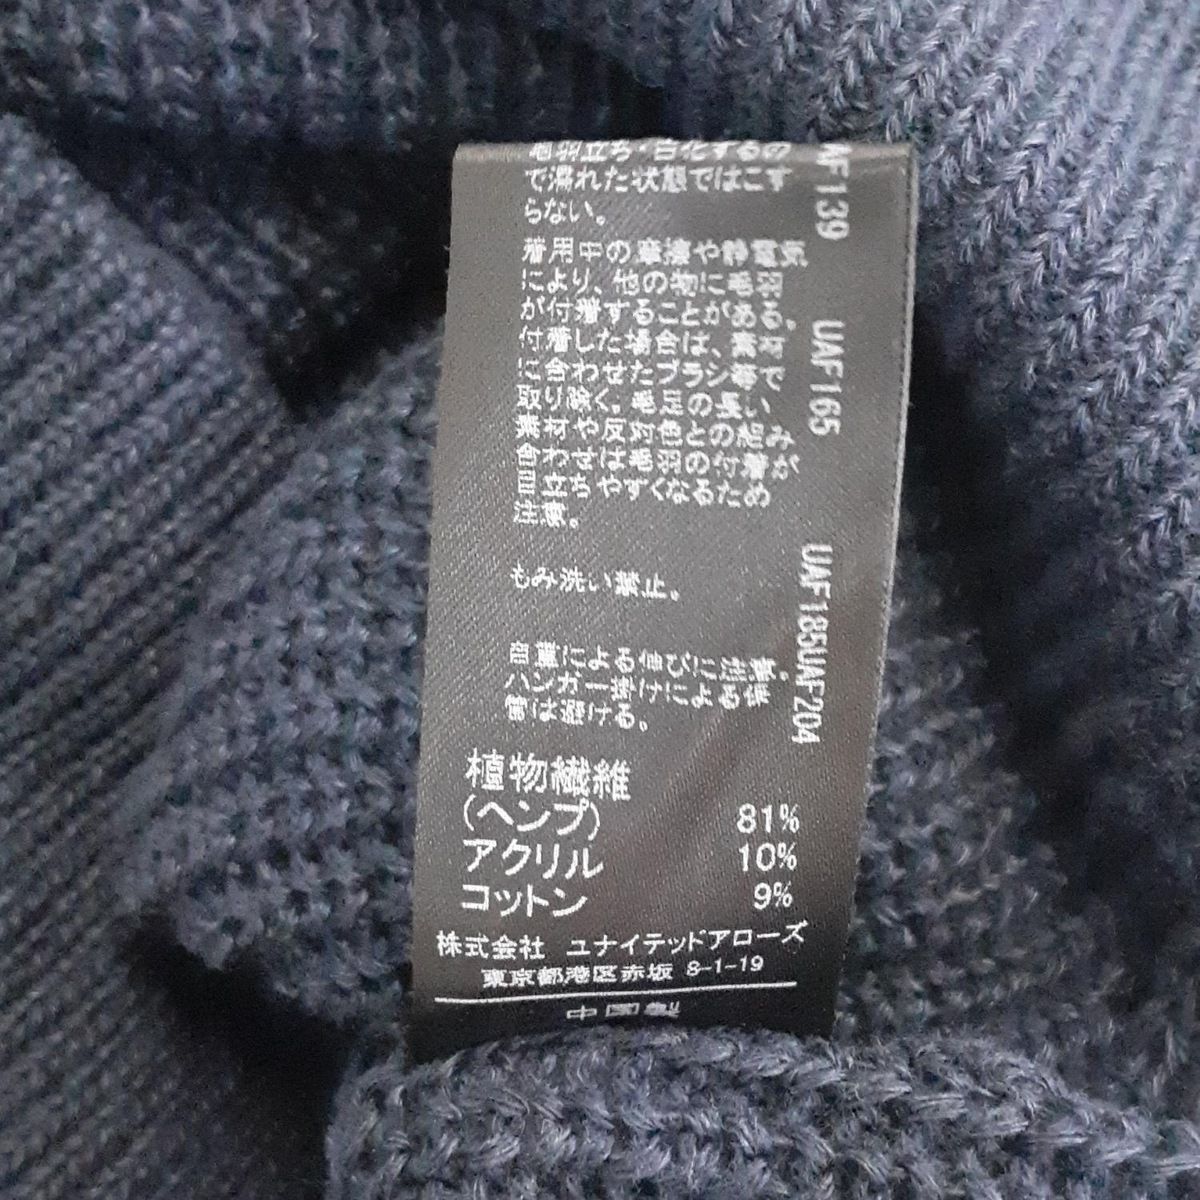 毛羽立ち・白化するの
で濡れた状態ではこす
らない。
着用中の摩擦や静電気
により、他の物に毛羽
が付着することがある。
付着した場合は、素材
に合わせたブラシ等で
取り除く。毛足の長い
素材や反対色との組み
合わせは毛羽の付着が
目立ちやすくなるため
注意。
もみ洗い禁止。
自重による伸びに注意。
ハンガー掛けによる保
管は避ける。
植物繊維
(ヘンプ) 81%
アクリル 10%
コットン 9%
株式会社 ユナイテッドアローズ
東京都港区赤坂 8-1-19
中国製
AF139 UAF165 UAF185UAF204